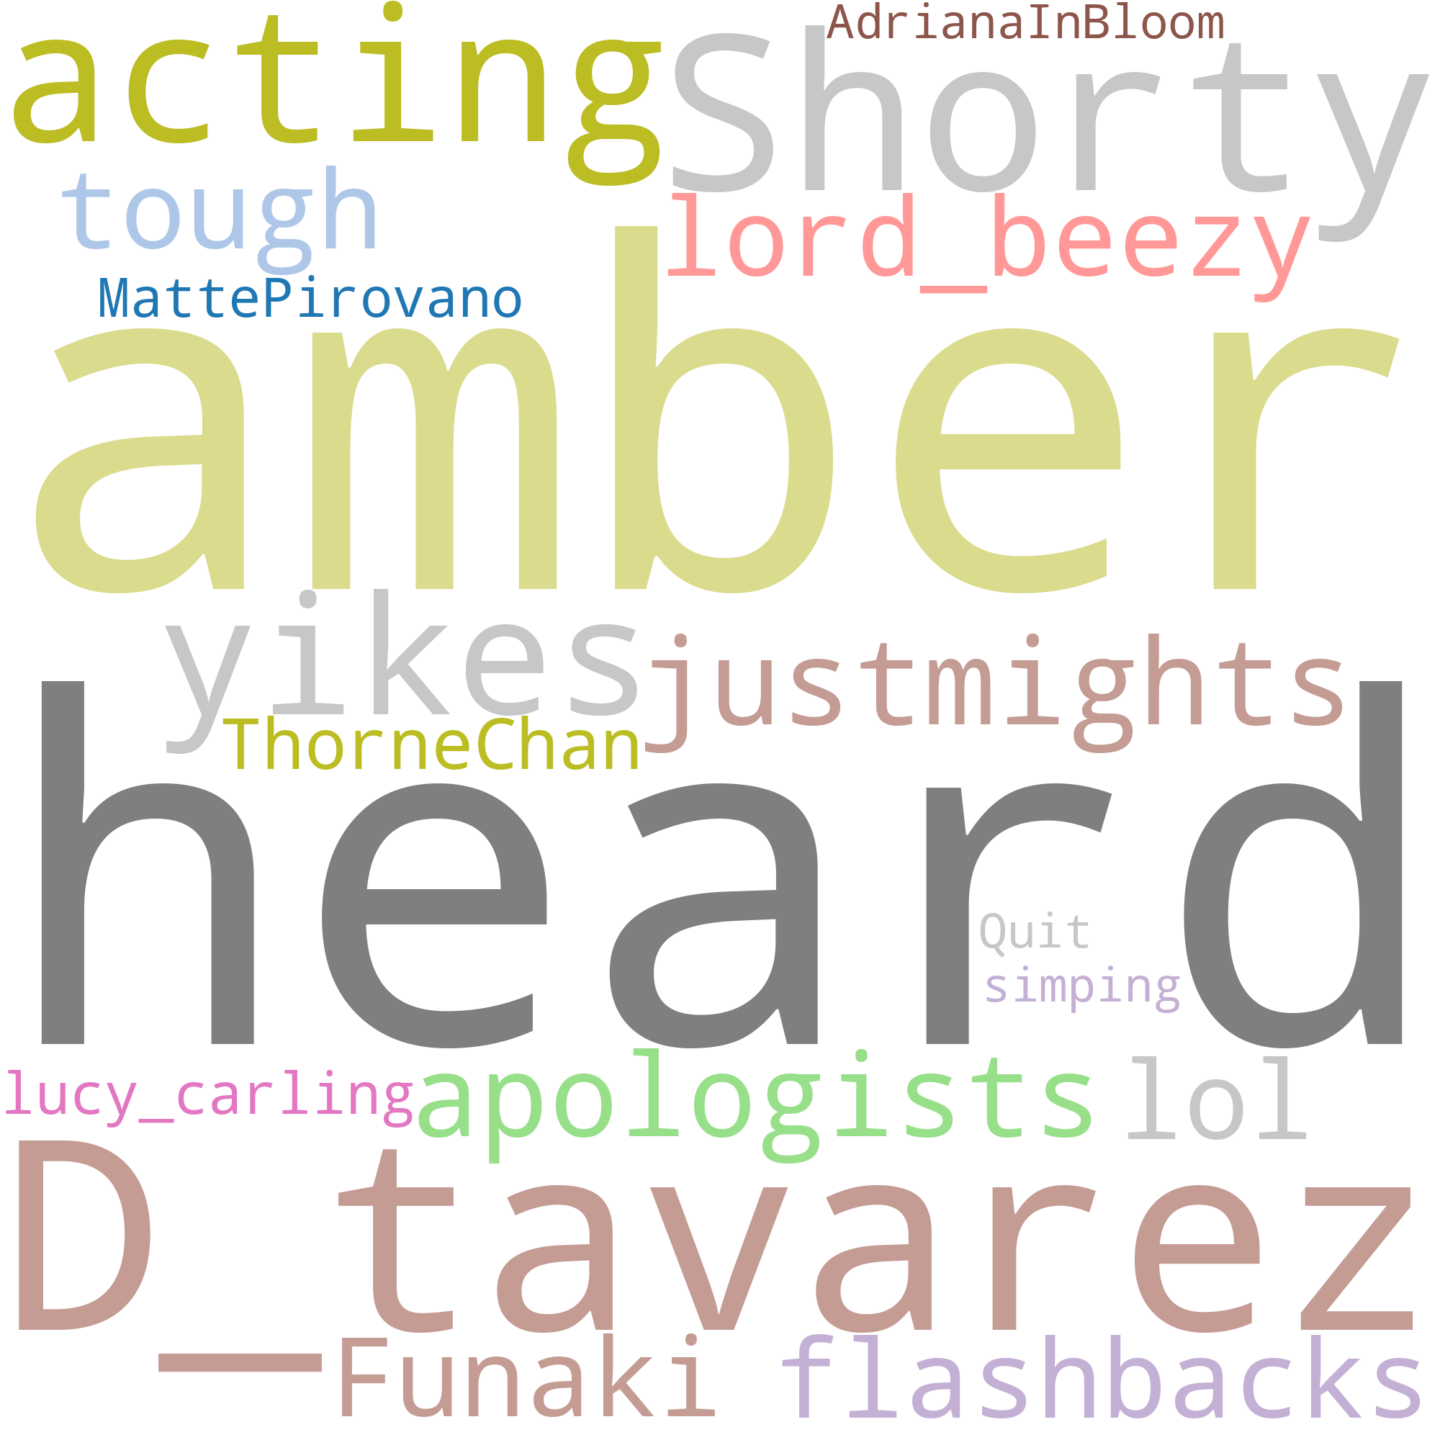 AdrianaInBloom
acting Shorty
tough lord_beezy
MattePirovano
amber
yikes justmights
ThorneChan
heard
Quit
simping
lucy_carling apologists lol
D_tavarez
Funaki flashbacks